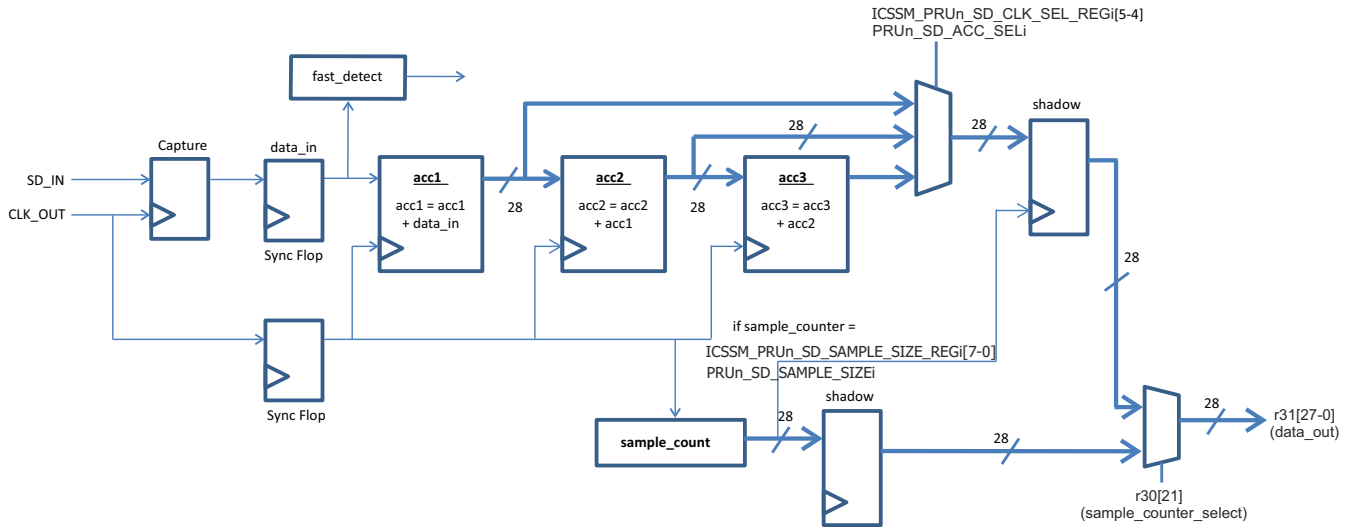 ICSSM_PRUn_SD_CLK_SEL_REGi[5-4]
PRUn_SD_ACC_SELi
fast_detect
shadow
28
28
Capture
data_in
SD_IN
CLK_OUT
Sync Flop
acc1
acc1 = acc1
+ data_in
28
acc2
acc2 = acc2
+ acc1
28
acc3
acc3 = acc3
+ acc2
28
if sample_counter =
ICSSM_PRUn_SD_SAMPLE_SIZE_REGi[7-0]
PRUn_SD_SAMPLE_SIZEi
Sync Flop
shadow
sample_count
28
28
28
r31[27-0]
(data_out)
r30[21]
(sample_counter_select)